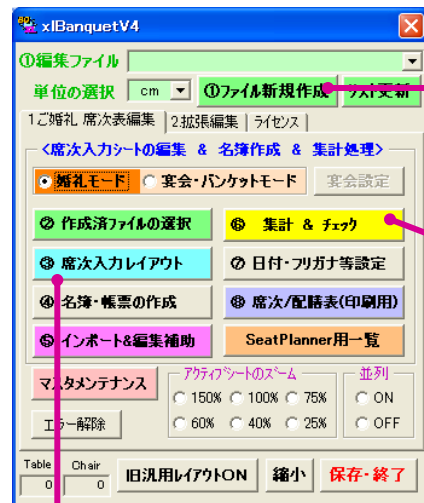 xlBanquetV4
①編集ファイル
単位の選択 cm ①ファイル新規作成 リスト更新
1.ご婚礼 席次表編集 2.拡張編集 ライセンス
<席次入力シートの編集 & 名簿作成 & 集計処理>
婚礼モード 宴会・バンケットモード 宴会設定
② 作成済ファイルの選択 ⑥ 集計 & チェック
③ 席次入力レイアウト ⑦ 日付・フリガナ等設定
④ 名簿・帳票の作成 ⑧ 席次/配膳表(印刷用)
⑤ インポート&編集補助 SeatPlanner用一覧
マスタメンテナンス アクティブシートのズーム 並列
150% 100% 75% ON
エラー解除 60% 40% 25% OFF
Table Chair
0 0 旧汎用レイアウトON 縮小 保存・終了